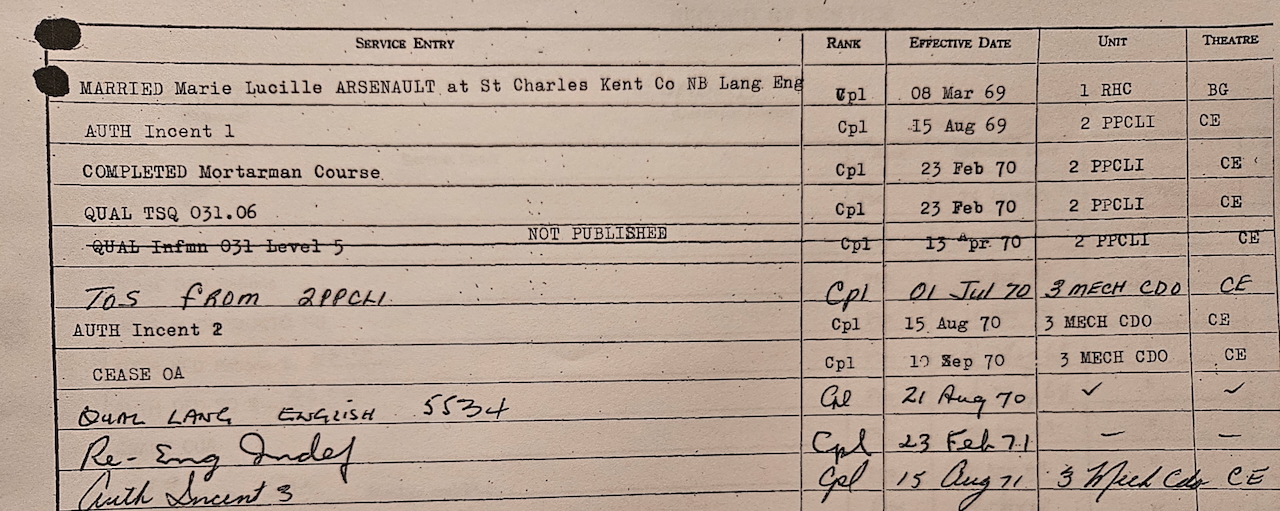 SERVICE ENTRY RANK EFFECTIVE DATE UNIT THEATRE
MARRIED Marie Lucille ARSENAULT at St Charles Kent Co NB Lang Eng Cpl 08 Mar 69 1 RHC BG
AUTH Incent 1 Cpl 15 Aug 69 2 PPCLI CE
COMPLETED Mortarman Course Cpl 23 Feb 70 2 PPCLI CE
QUAL TSQ 031.06 Cpl 23 Feb 70 2 PPCLI CE
QUAL Infmn 031 Level 5 NOT PUBLISHEE Cpl 13 Apr 70 2 PPCLI CE
TOS FROM 2PPCLI Cpl 01 Jul 70 3 MECH CDO CE
AUTH Incent 2 Cpl 15 Aug 70 3 MECH CDO CE
CEASE OA Cpl Sep 70 3 MECH CDO CE
QUAL LANG ENGLISH 5534 Cpl 21 Aug 70 ✓ ✓
Re-Eng Indef Cpl 23 Feb 71 — —
Auth Incent 3 Cpl 15 Aug 71 3 Mech Cdo CE